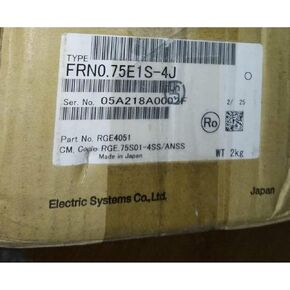 TYPE
FRN0.75E1S-4J
Ser. No. 05A218A0002F 2/ 25
Ro
Part No. RGE4051
CM. Code RGE.75S01-4SS/ANSS
Made in Japan WT 2kg
Electric Systems Co., Ltd. Japan